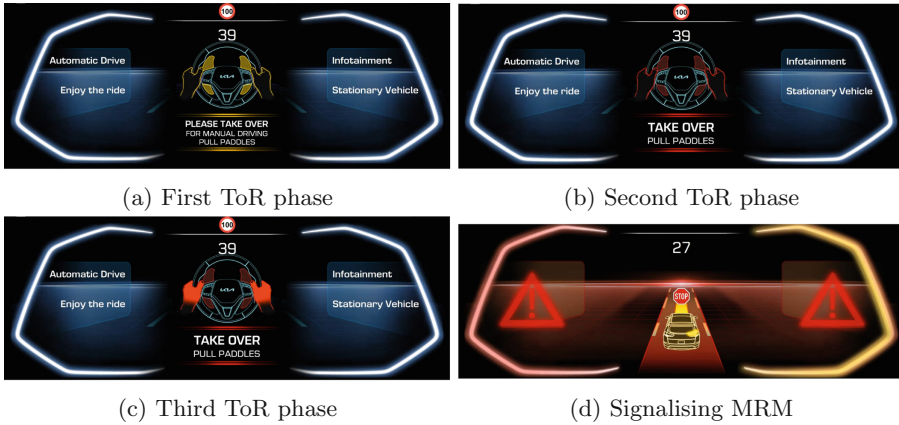 100
39
Automatic Drive
Enjoy the ride
KIA
Infotainment
Stationary Vehicle
PLEASE TAKE OVER
FOR MANUAL DRIVING
PULL PADDLES
(a) First ToR phase
100
39
Automatic Drive
Enjoy the ride
KIA
Infotainment
Stationary Vehicle
TAKE OVER
PULL PADDLES
(b) Second ToR phase
100
39
Automatic Drive
Enjoy the ride
KIA
Infotainment
Stationary Vehicle
TAKE OVER
PULL PADDLES
(c) Third ToR phase
27
STOP
(d) Signalising MRM